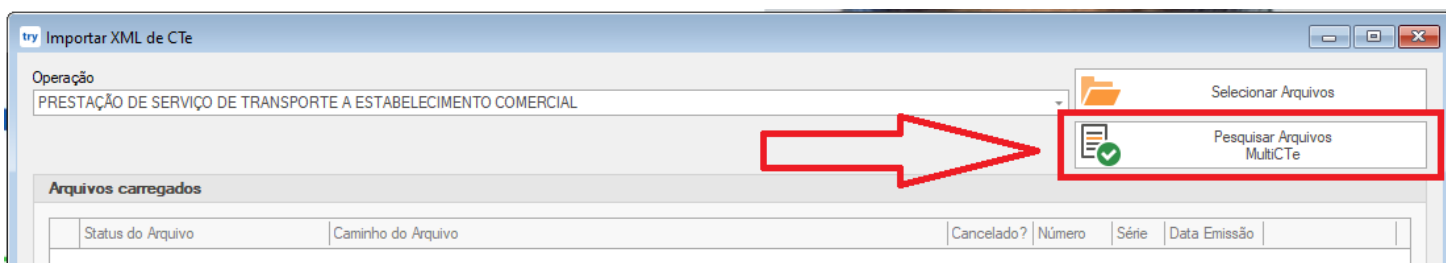 try Importar XML de CTe
Operação
PRESTAÇÃO DE SERVIÇO DE TRANSPORTE A ESTABELECIMENTO COMERCIAL
Selecionar Arquivos
Pesquisar Arquivos
MultiCTe
Arquivos carregados
Status do Arquivo Caminho do Arquivo Cancelado? Número Série Data Emissão